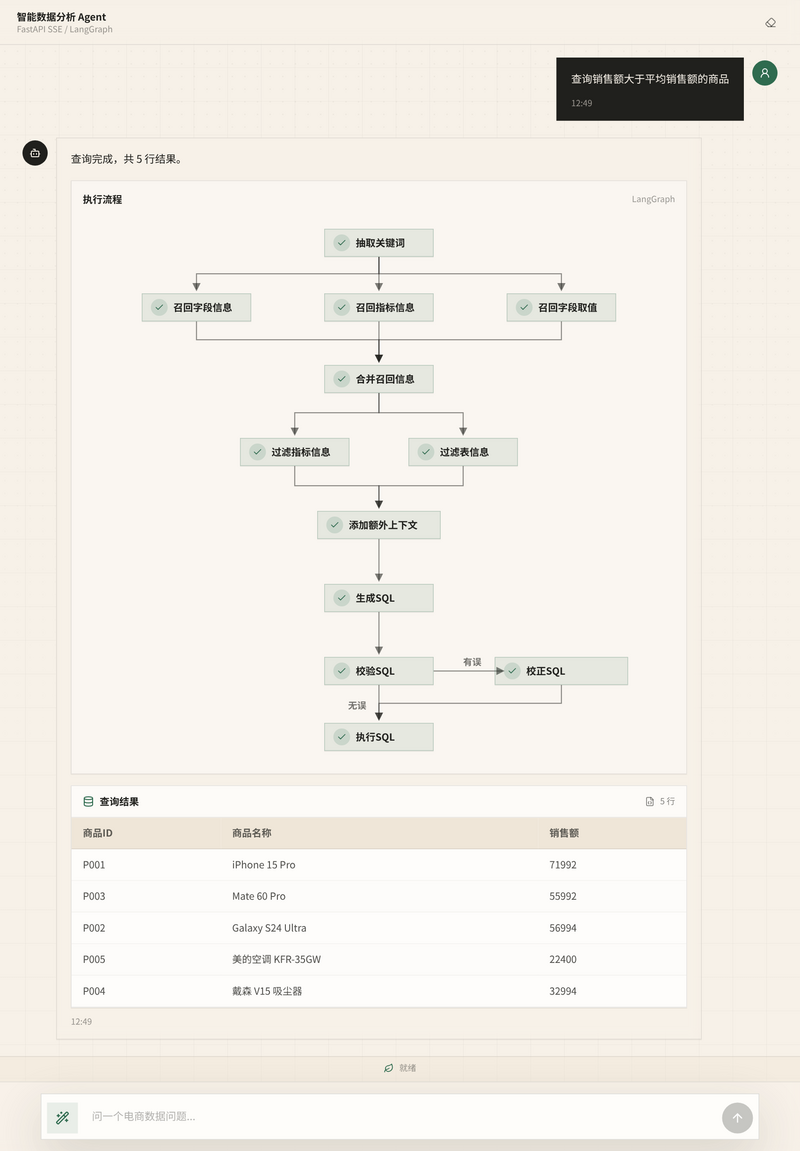 智能数据分析 Agent
FastAPI SSE / LangGraph
查询销售额大于平均销售额的商品
12:49
查询完成，共 5 行结果。
执行流程
LangGraph
抽取关键词
召回字段信息
召回指标信息
召回字段取值
合并召回信息
过滤指标信息
过滤表信息
添加额外上下文
生成SQL
校验SQL
有误
校正SQL
无误
执行SQL
查询结果
5 行
商品ID 商品名称 销售额
P001 iPhone 15 Pro 71992
P003 Mate 60 Pro 55992
P002 Galaxy S24 Ultra 56994
P005 美的空调 KFR-35GW 22400
P004 戴森 V15 吸尘器 32994
12:49
就绪
问一个电商数据问题...